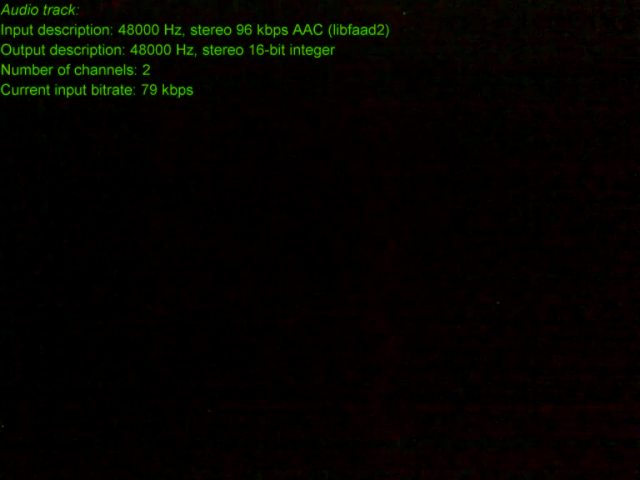 Audio track:
Input description: 48000 Hz, stereo 96 kbps AAC (libfaad2)
Output description: 48000 Hz, stereo 16-bit integer
Number of channels: 2
Current input bitrate: 79 kbps